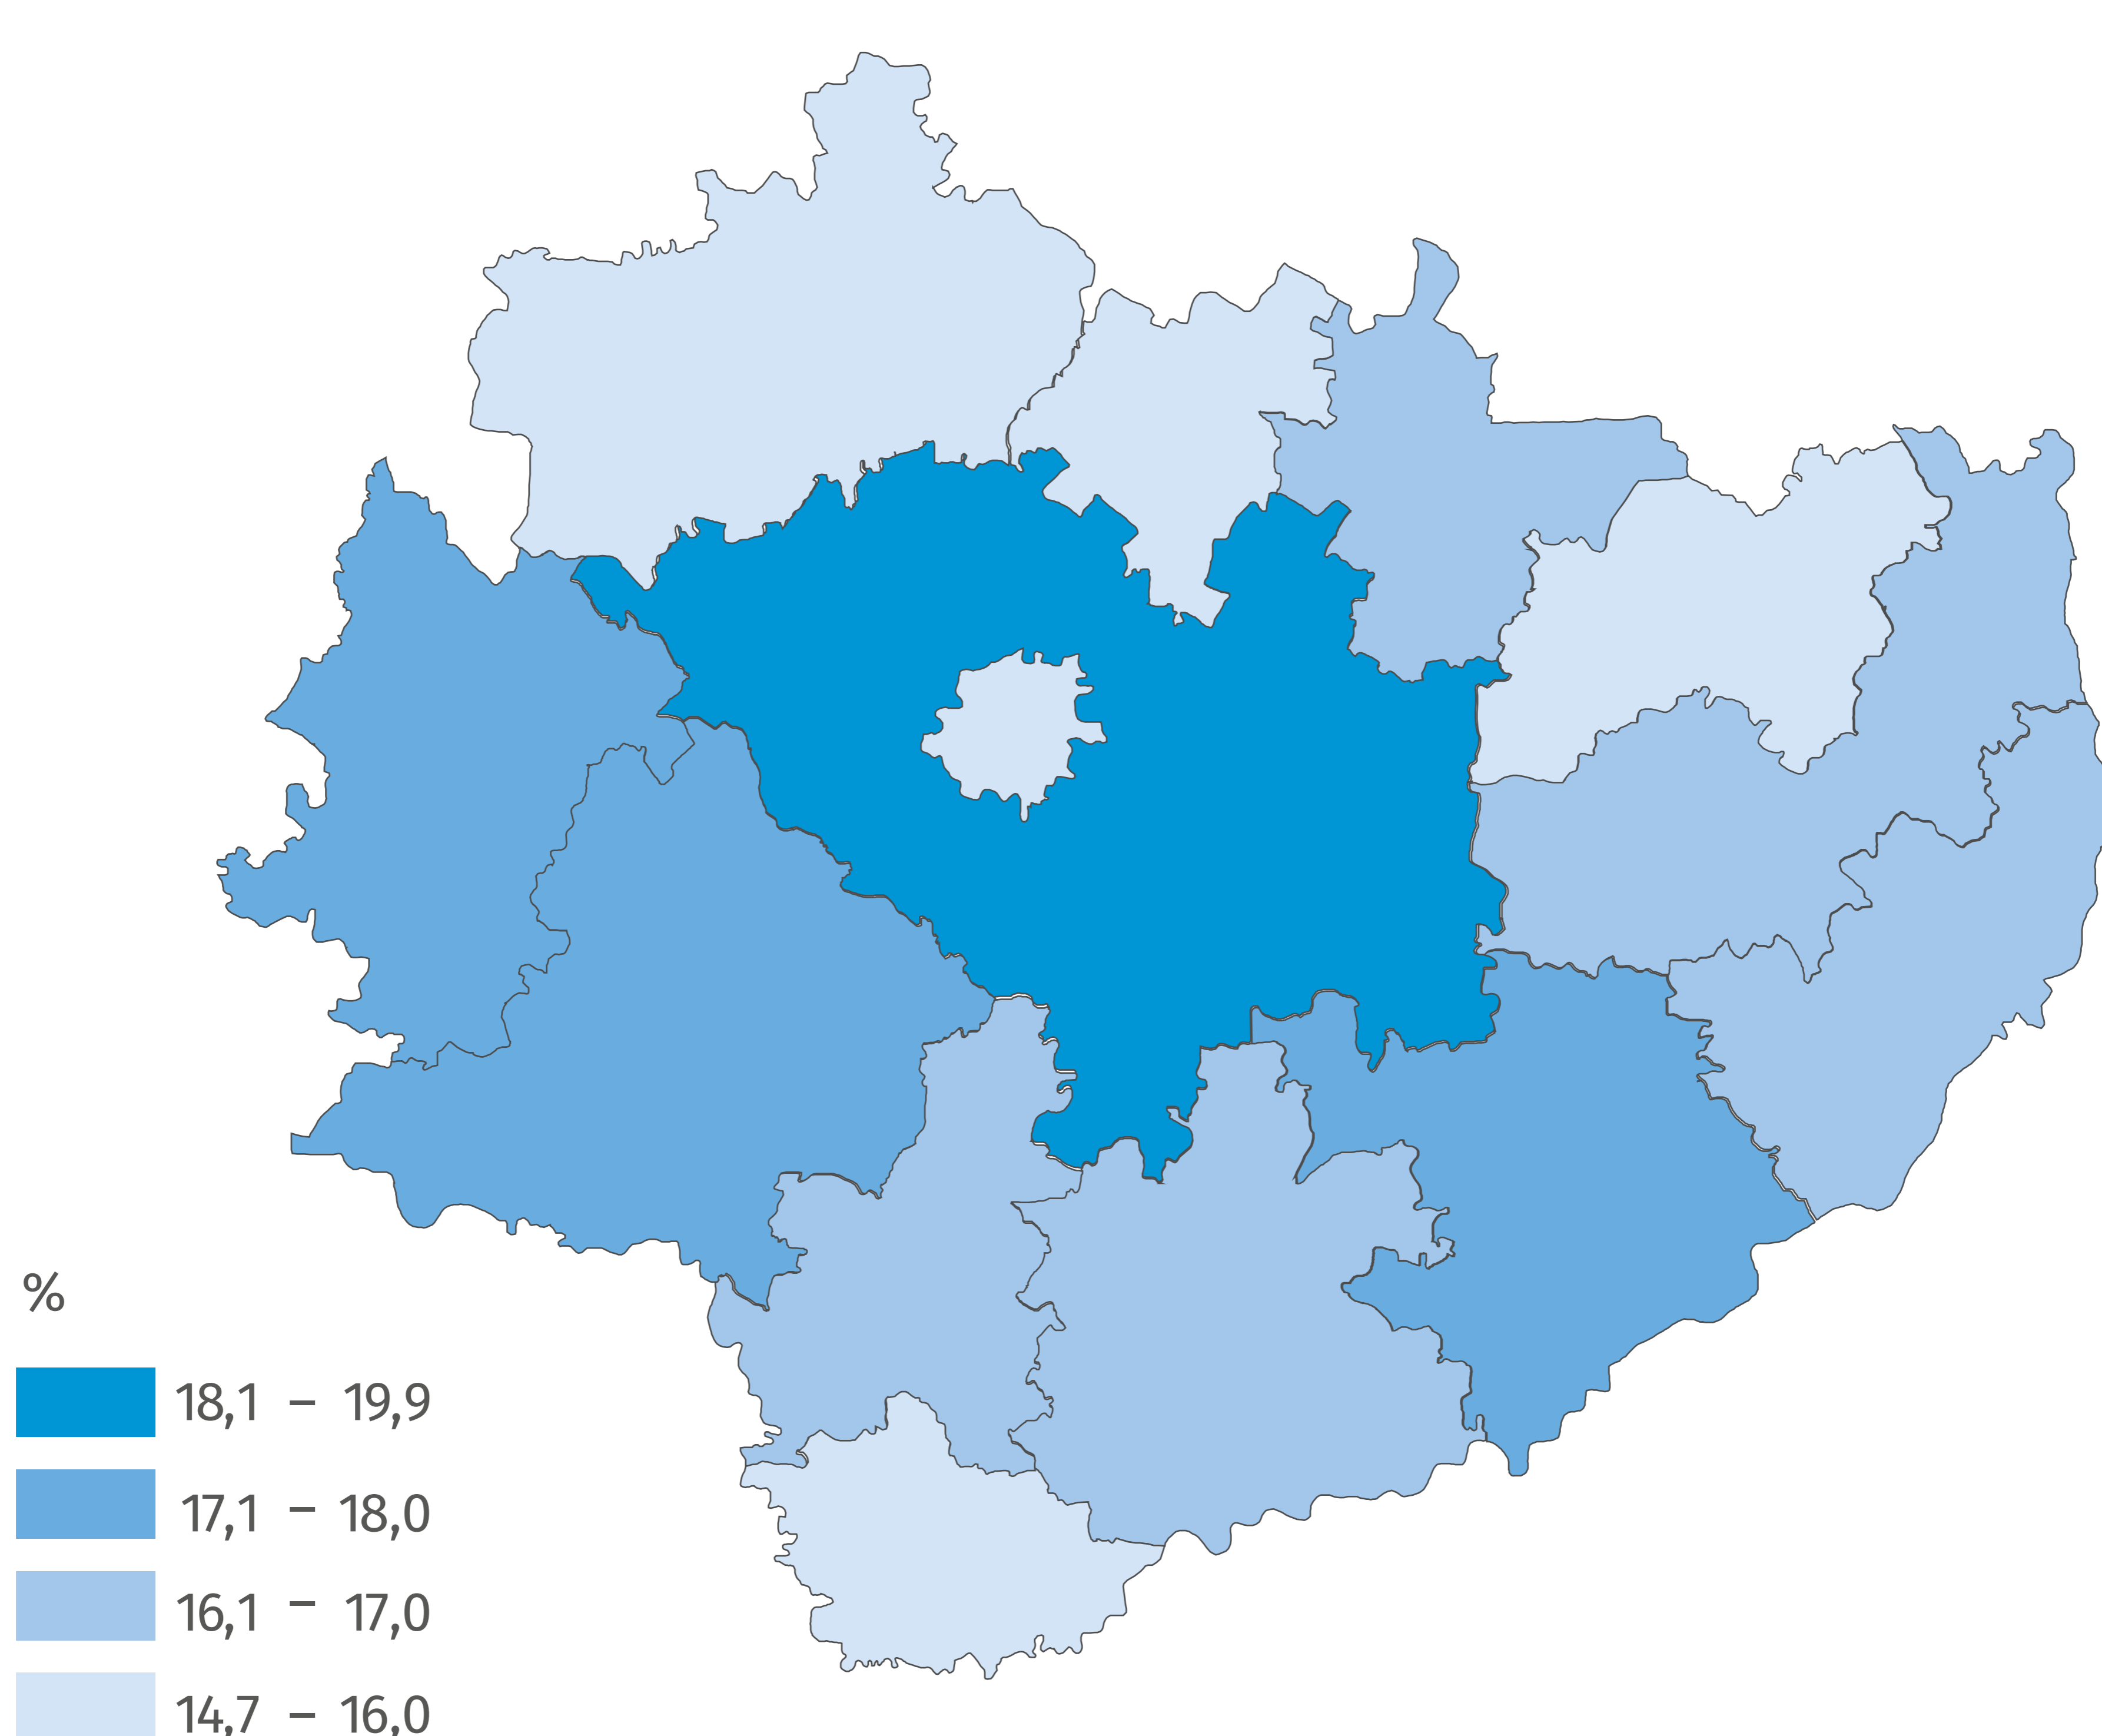 %
18,1 – 19,9
17,1 – 18,0
16,1 – 17,0
14,7 – 16,0